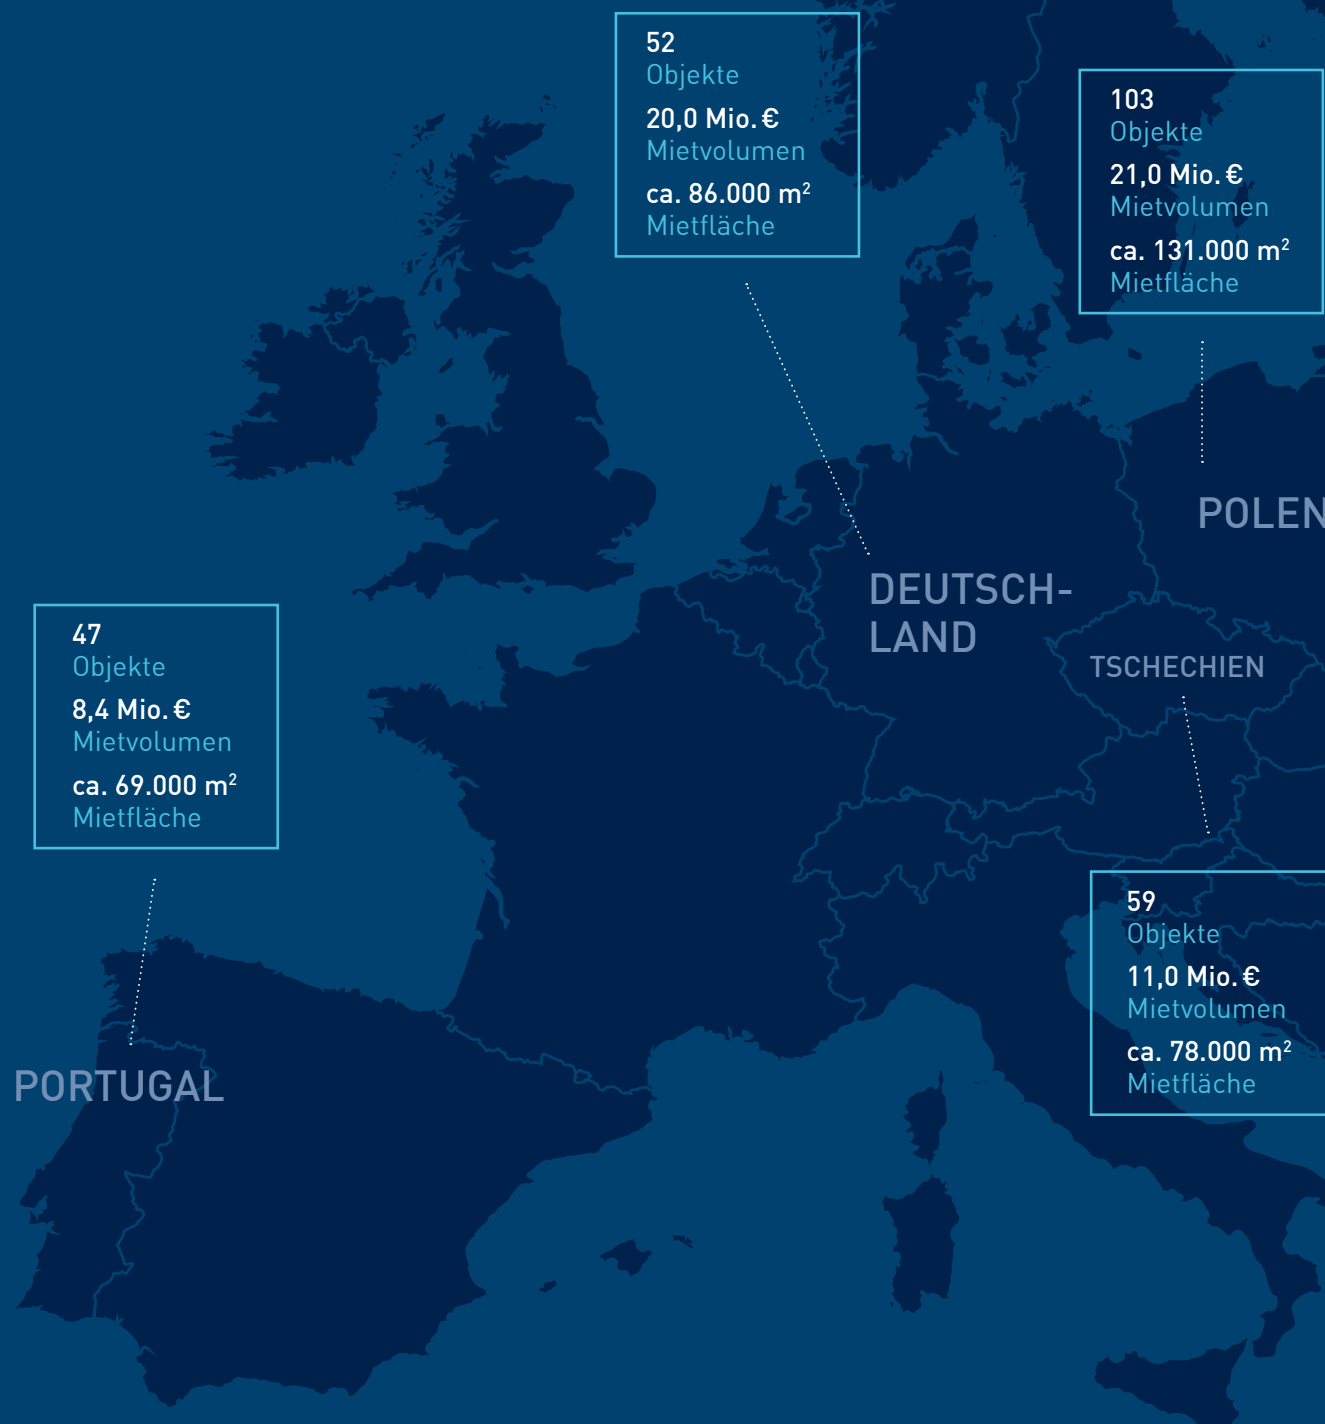 52
Objekte
20,0 Mio. €
Mietvolumen
ca. 86.000 m²
Mietfläche
103
Objekte
21,0 Mio. €
Mietvolumen
ca. 131.000 m²
Mietfläche
POLEN
DEUTSCH-
LAND
TSCHECHIEN
47
Objekte
8,4 Mio. €
Mietvolumen
ca. 69.000 m²
Mietfläche
59
Objekte
11,0 Mio. €
Mietvolumen
ca. 78.000 m²
Mietfläche
PORTUGAL